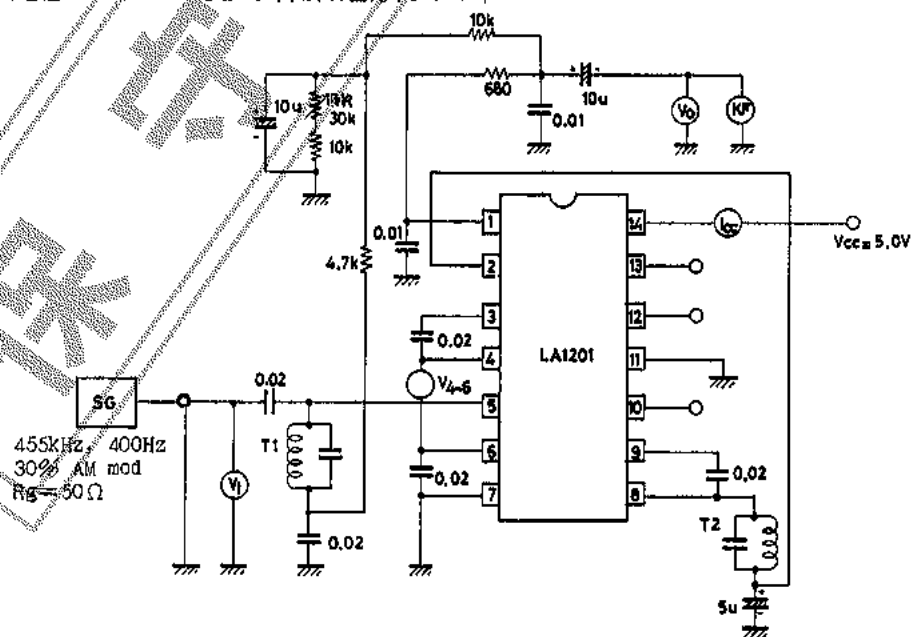 10k
680
10u
0.01
Vo
KF
10u
30k
10k
0.01
4.7k
1
2
3
4
5
6
7
14
13
12
11
10
9
8
LA1201
Icc
Vcc=5.0V
0.02
V4~6
0.02
0.02
SG
455kHz, 400Hz
30% AM mod
Rg=50Ω
VI
T1
0.02
0.02
T2
5u